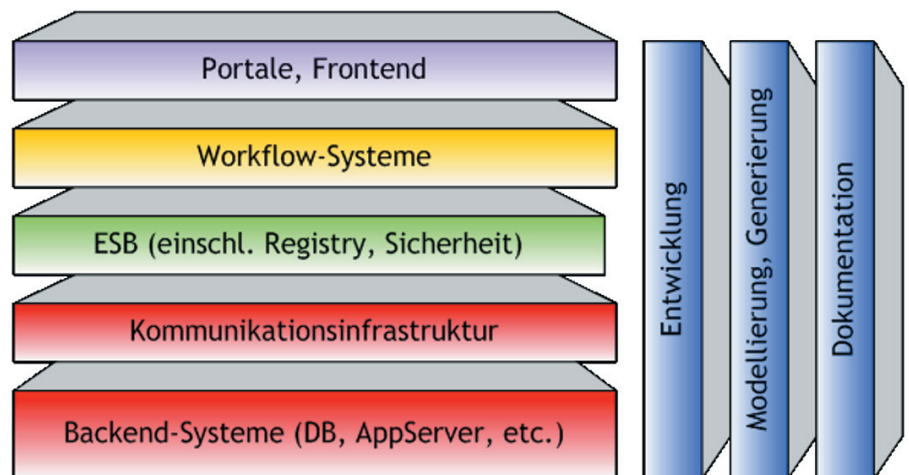 Portale, Frontend
Workflow-Systeme
ESB (einschl. Registry, Sicherheit)
Kommunikationsinfrastruktur
Backend-Systeme (DB, AppServer, etc.)
Entwicklung
Modellierung, Generierung
Dokumentation